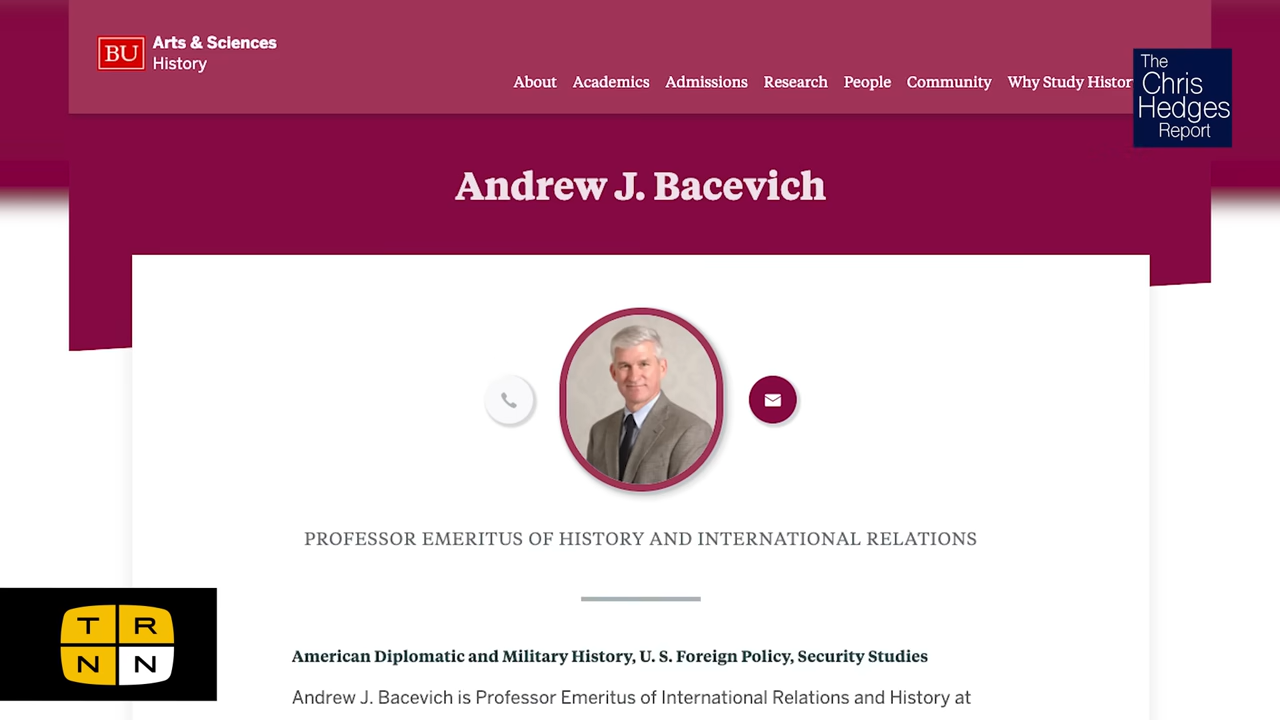 BU
Arts & Sciences
History
About Academics Admissions Research People Community Why Study Histor
The
Chris
Hedges
Report
Andrew J. Bacevich
PROFESSOR EMERITUS OF HISTORY AND INTERNATIONAL RELATIONS
American Diplomatic and Military History, U. S. Foreign Policy, Security Studies
Andrew J. Bacevich is Professor Emeritus of International Relations and History at
T R
N N